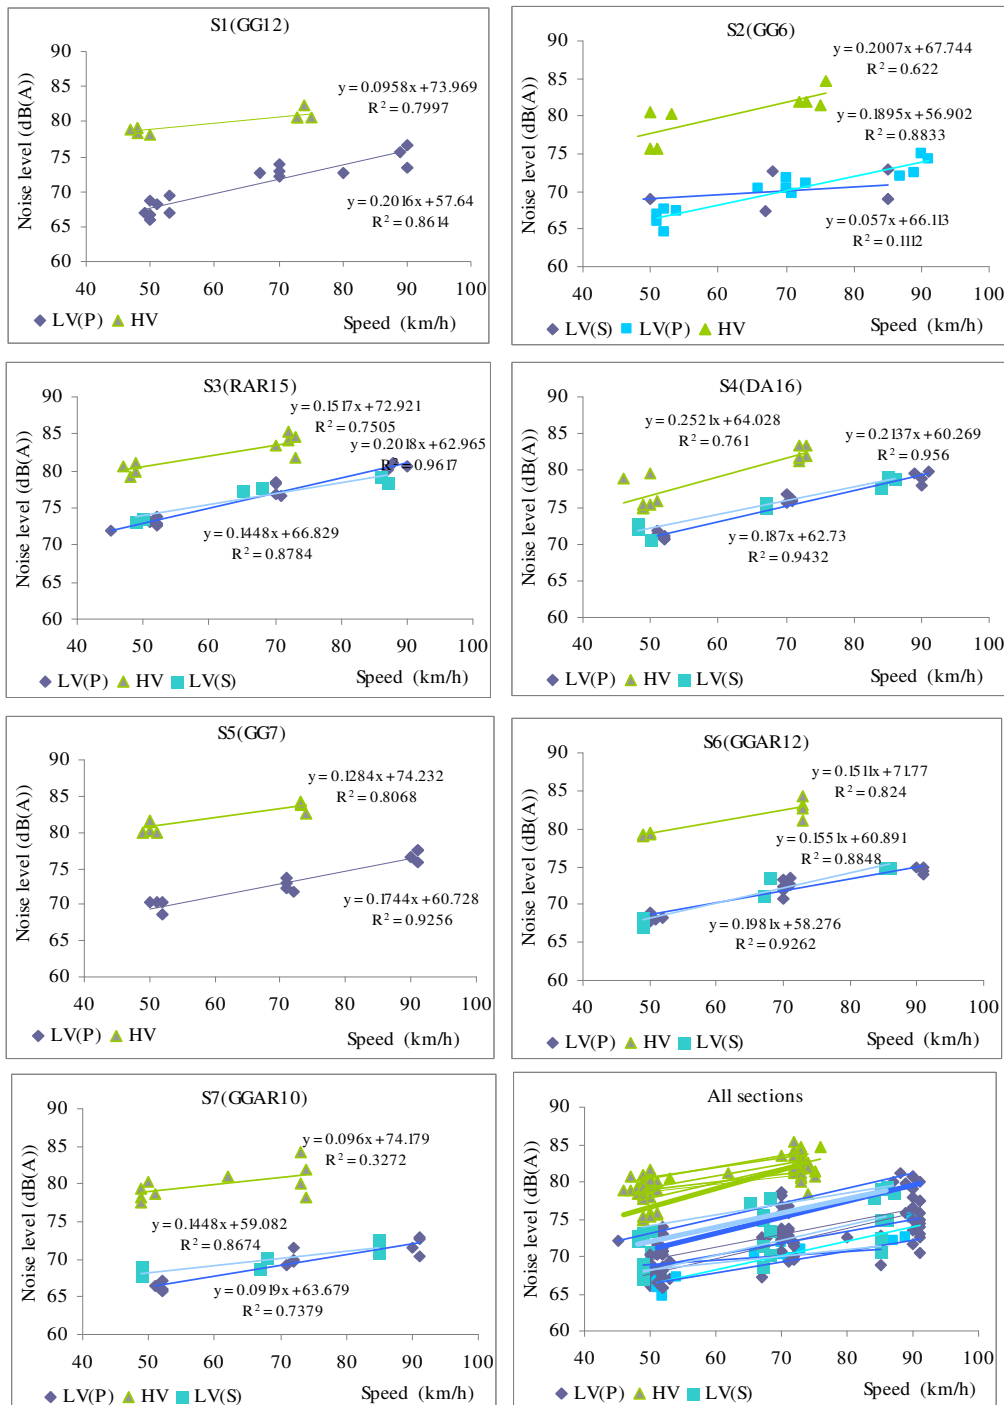 S1(GG12)
Noise level (dB(A))
90
85
80
75
70
65
60
y = 0.0958x + 73.969
R² = 0.7997
y = 0.2016x + 57.64
R² = 0.8614
40 50 60 70 80 90 100
LV(P) HV Speed (km/h)
S2(GG6)
Noise level (dB(A))
90
85
80
75
70
65
60
y = 0.2007x + 67.744
R² = 0.622
y = 0.1895x + 56.902
R² = 0.8833
y = 0.057x + 66.113
R² = 0.1112
40 50 60 70 80 90 100
LV(S) LV(P) HV Speed (km/h)
S3(RAR15)
Noise level (dB(A))
90
85
80
75
70
65
60
y = 0.1517x + 72.921
R² = 0.7505
y = 0.2018x + 62.965
R² = 0.9617
y = 0.1448x + 66.829
R² = 0.8784
40 50 60 70 80 90 100
Speed (km/h)
LV(P) HV LV(S)
S4(DA16)
Noise level (dB(A))
90
85
80
75
70
65
60
y = 0.2521x + 64.028
R² = 0.761
y = 0.2137x + 60.269
R² = 0.956
y = 0.187x + 62.73
R² = 0.9432
40 50 60 70 80 90 100
Speed (km/h)
LV(P) HV LV(S)
S5(GG7)
Noise level (dB(A))
90
85
80
75
70
65
60
y = 0.1284x + 74.232
R² = 0.8068
y = 0.1744x + 60.728
R² = 0.9256
40 50 60 70 80 90 100
LV(P) HV Speed (km/h)
S6(GGAR12)
Noise level (dB(A))
90
85
80
75
70
65
60
y = 0.1511x + 71.77
R² = 0.824
y = 0.1551x + 60.891
R² = 0.8848
y = 0.1981x + 58.276
R² = 0.9262
40 50 60 70 80 90 100
LV(P) HV LV(S) Speed (km/h)
S7(GGAR10)
Noise level (dB(A))
90
85
80
75
70
65
60
y = 0.096x + 74.179
R² = 0.3272
y = 0.1448x + 59.082
R² = 0.8674
y = 0.0919x + 63.679
R² = 0.7379
40 50 60 70 80 90 100
LV(P) HV LV(S) Speed (km/h)
All sections
Noise level (dB(A))
90
85
80
75
70
65
60
40 50 60 70 80 90 100
LV(P) HV LV(S) Speed (km/h)